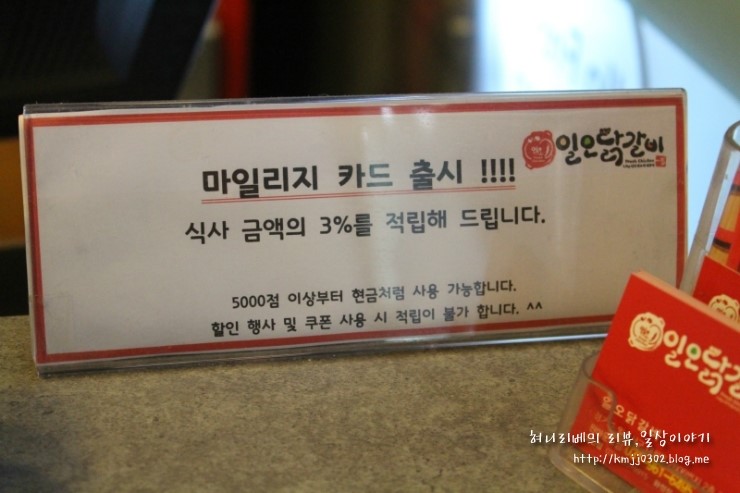 일오닭갈비
마일리지 카드 출시 !!!!
식사 금액의 3%를 적립해 드립니다.
5000점 이상부터 현금처럼 사용 가능합니다.
할인 행사 및 쿠폰 사용 시 적립이 불가 합니다. ^^
일오닭갈
일오닭갈
허니리베의 리뷰,일상이야기
http://kmjj0302.blog.me